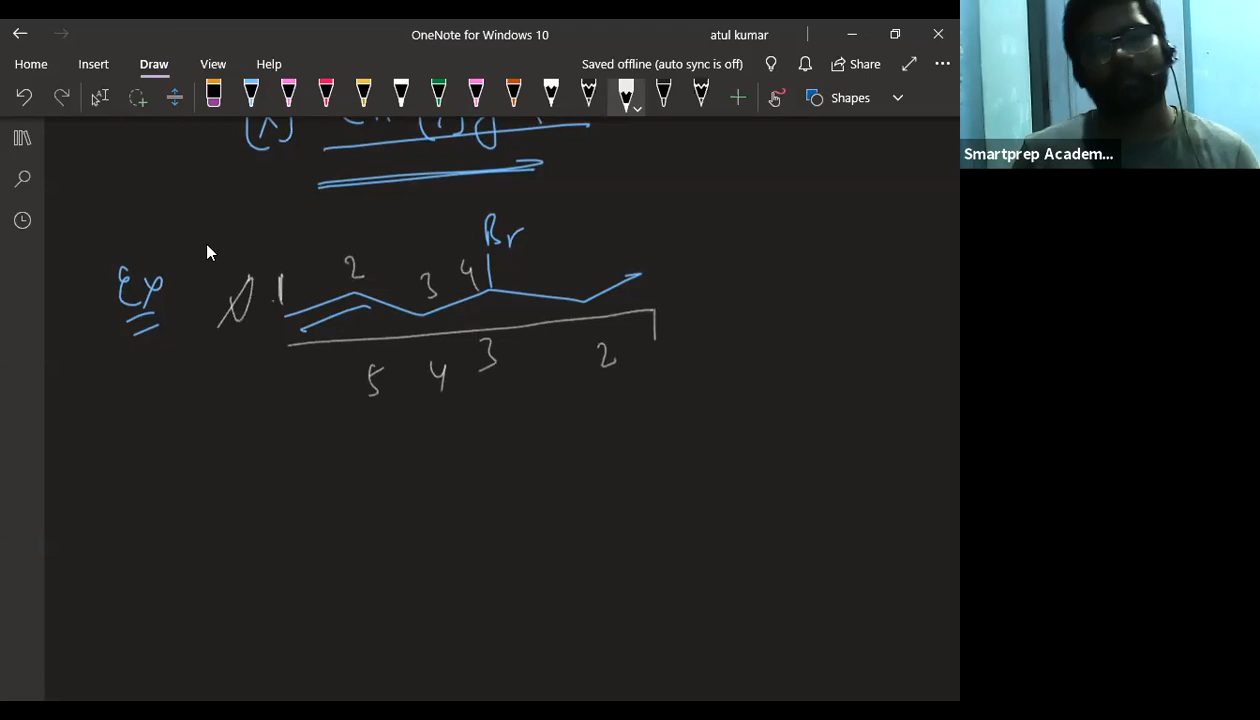 OneNote for Windows 10
atul kumar
Home Insert Draw View Help
Saved offline (auto sync is off)
Share
Shapes
Smartprep Academ...
Br
Ex
1 2 3 4
5 4 3 2